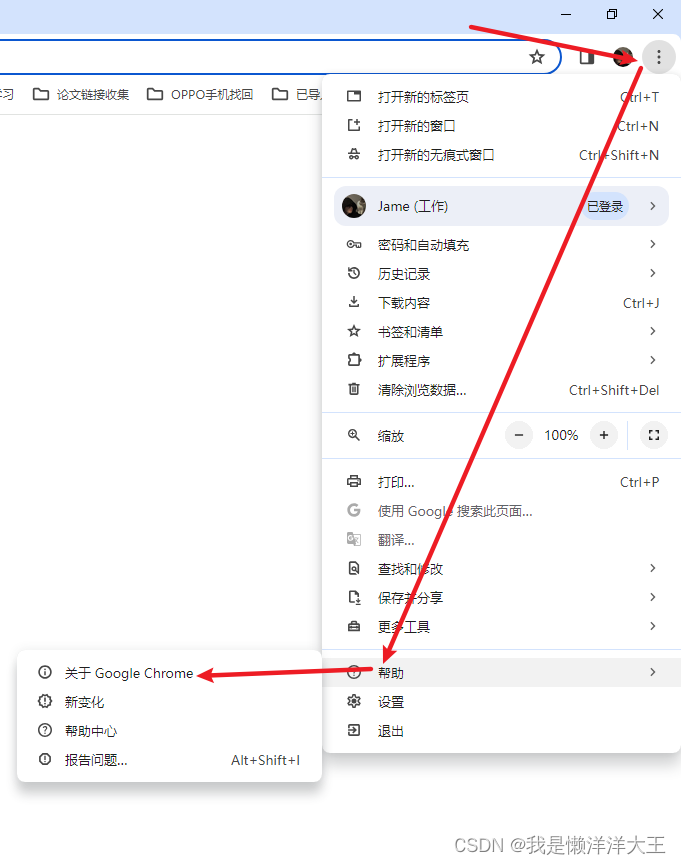 学习 论文链接收集 OPPO手机找回
打开新的标签页 Ctrl+T
打开新的窗口 Ctrl+N
打开新的无痕式窗口 Ctrl+Shift+N
Jame (工作) 已登录
密码和自动填充
历史记录
下载内容 Ctrl+J
书签和清单
扩展程序
清除浏览数据... Ctrl+Shift+Del
缩放 − 100% +
打印... Ctrl+P
使用 Google 搜索此页面...
翻译...
查找和修改
保存并分享
更多工具
帮助
设置
退出
关于 Google Chrome
新变化
帮助中心
报告问题... Alt+Shift+I
CSDN @我是懒洋洋大王